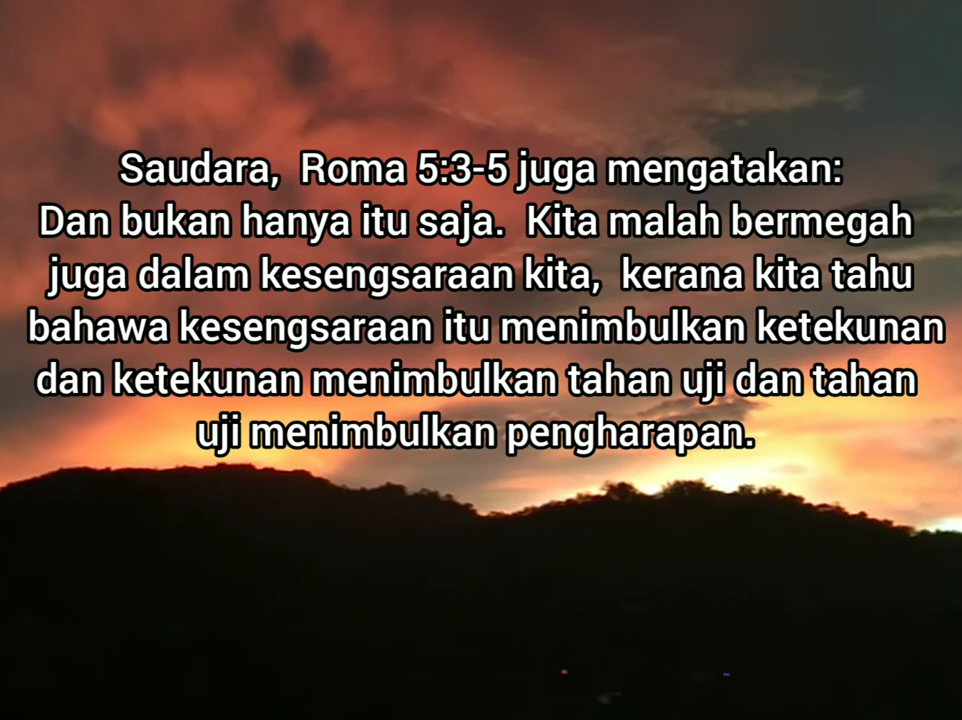 Saudara, Roma 5:3-5 juga mengatakan:
Dan bukan hanya itu saja. Kita malah bermegah
juga dalam kesengsaraan kita, kerana kita tahu
bahawa kesengsaraan itu menimbulkan ketekunan
dan ketekunan menimbulkan tahan uji dan tahan
uji menimbulkan pengharapan.